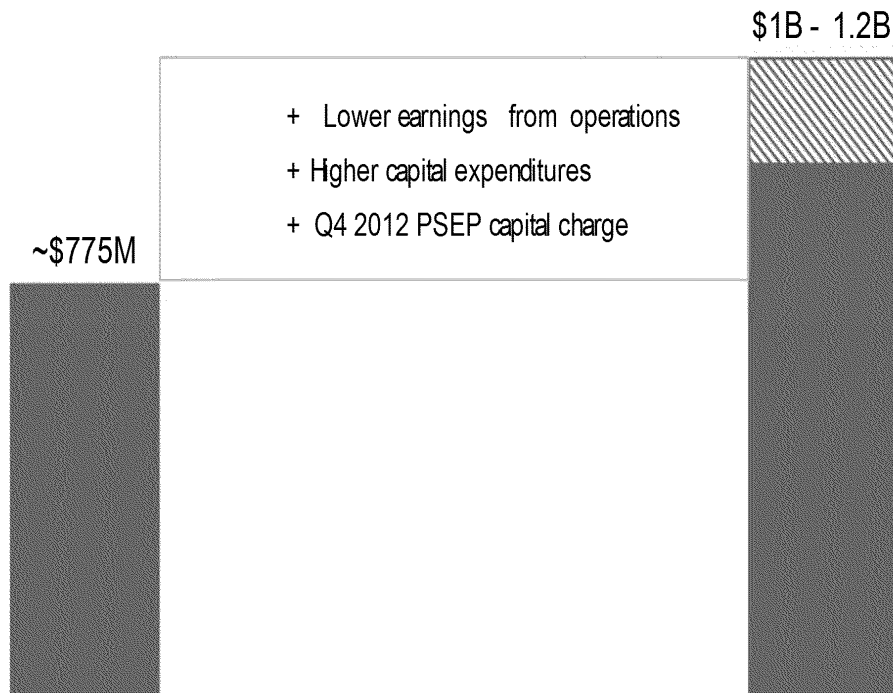 $1B - 1.2B
+ Lower earnings from operations
+ Higher capital expenditures
+ Q4 2012 PSEP capital charge
~$775M